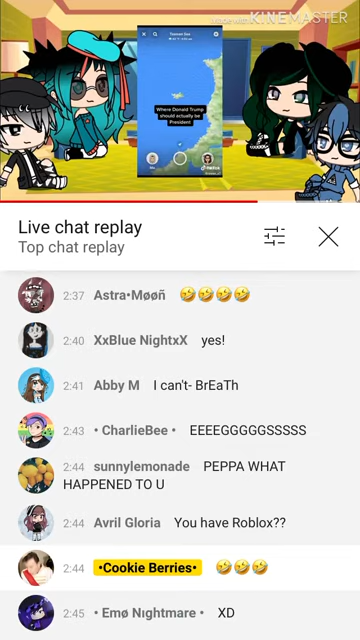 Made with KINEMASTER
Where Donald Trump
should actually be
President
TikTok
Live chat replay
Top chat replay
2:37 Astra•Møøñ 🤣🤣🤣🤣
2:40 XxBlue NightxX yes!
2:41 Abby M I can't- BrEaTh
2:43 • CharlieBee • EEEEGGGGGSSSSS
2:44 sunnylemonade PEPPA WHAT
HAPPENED TO U
2:44 Avril Gloria You have Roblox??
2:44 •Cookie Berries• 🤣🤣🤣
2:45 • Emø Nıghtmare • XD